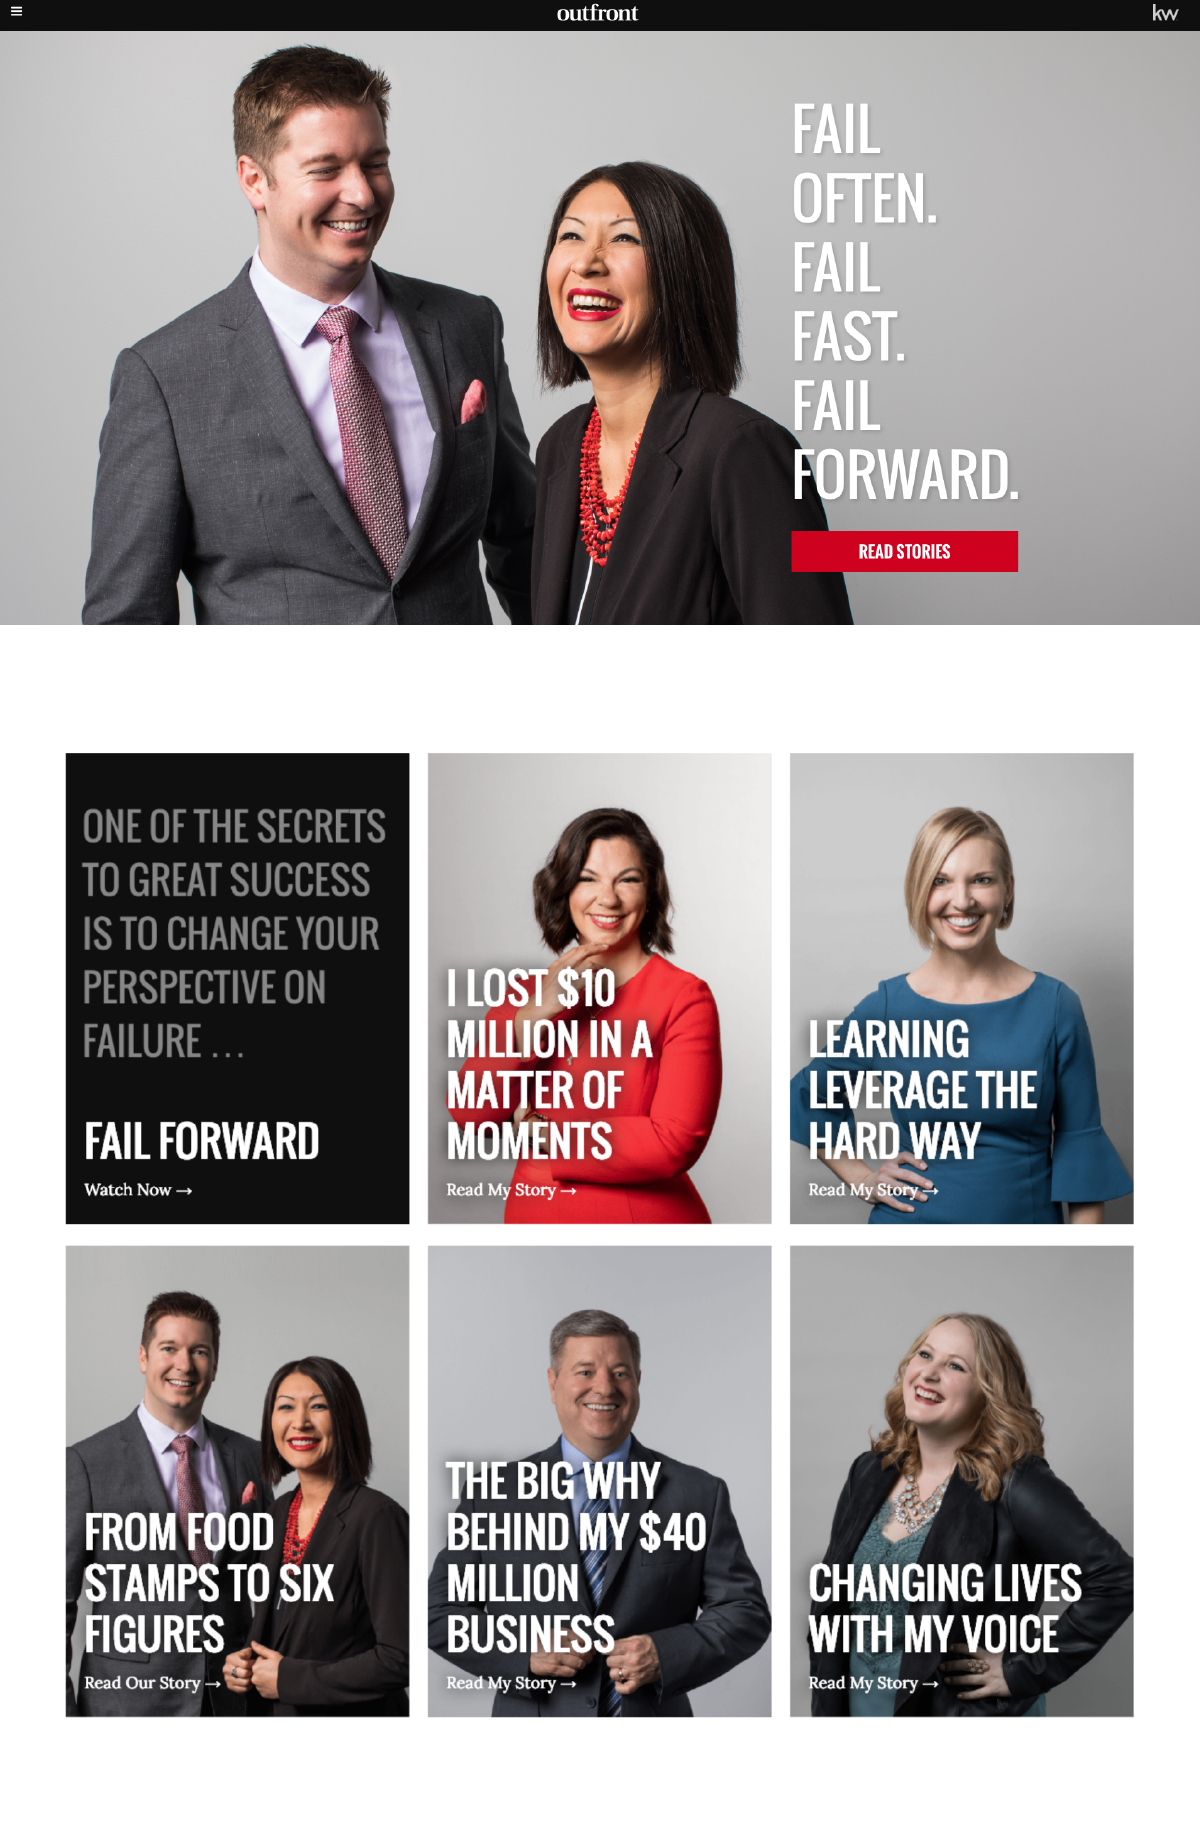 outfront
kw
FAIL
OFTEN.
FAIL
FAST.
FAIL
FORWARD.
READ STORIES
ONE OF THE SECRETS
TO GREAT SUCCESS
IS TO CHANGE YOUR
PERSPECTIVE ON
FAILURE ...
FAIL FORWARD
Watch Now →
I LOST $10
MILLION IN A
MATTER OF
MOMENTS
Read My Story →
LEARNING
LEVERAGE THE
HARD WAY
Read My Story →
FROM FOOD
STAMPS TO SIX
FIGURES
Read Our Story →
THE BIG WHY
BEHIND MY $40
MILLION
BUSINESS
Read My Story →
CHANGING LIVES
WITH MY VOICE
Read My Story →